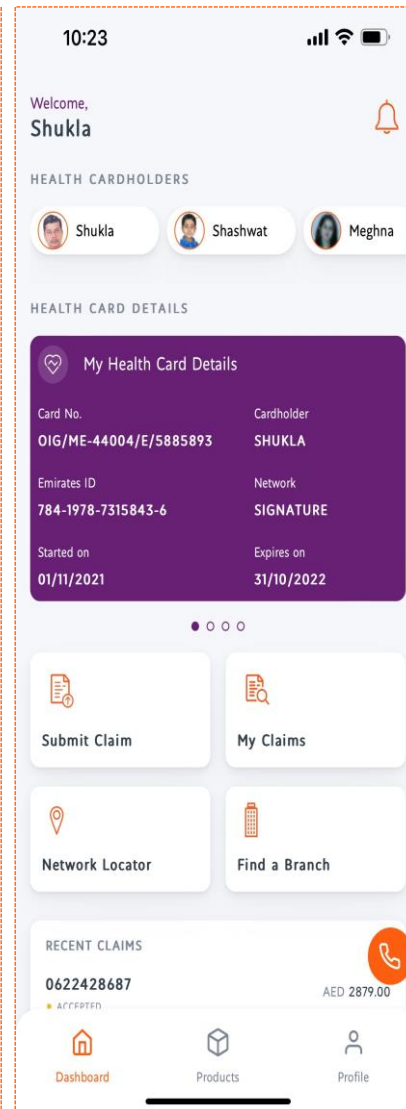 10:23
Welcome,
Shukla
HEALTH CARDHOLDERS
Shukla Shashwat Meghna
HEALTH CARD DETAILS
My Health Card Details
Card No. Cardholder
OIG/ME-44004/E/5885893 SHUKLA
Emirates ID Network
784-1978-7315843-6 SIGNATURE
Started on Expires on
01/11/2021 31/10/2022
Submit Claim My Claims
Network Locator Find a Branch
RECENT CLAIMS
0622428687 AED 2879.00
ACCEPTED
Dashboard Products Profile